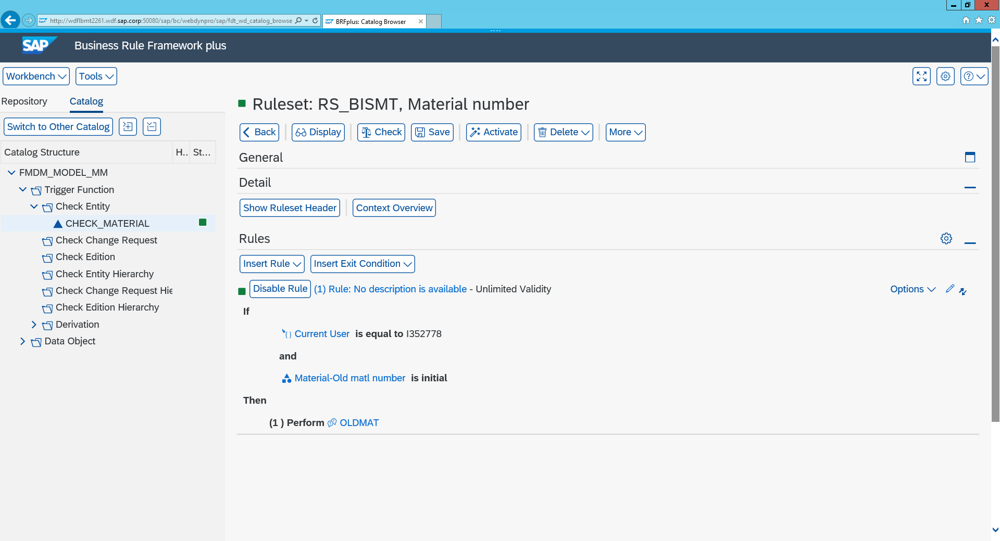 http://wdflbmt2261.wdf.sap.corp:50080/sap/bc/webdynpro/sap/fdt_wd_catalog_browse
BRFplus: Catalog Browser
SAP
Business Rule Framework plus
Workbench
Tools
Repository
Catalog
Switch to Other Catalog
Catalog Structure
H..
St...
FMDM_MODEL_MM
Trigger Function
Check Entity
CHECK_MATERIAL
Check Change Request
Check Edition
Check Entity Hierarchy
Check Change Request Hie
Check Edition Hierarchy
Derivation
Data Object
Ruleset: RS_BISMT, Material number
Back
Display
Check
Save
Activate
Delete
More
General
Detail
Show Ruleset Header
Context Overview
Rules
Insert Rule
Insert Exit Condition
Disable Rule (1) Rule: No description is available - Unlimited Validity
Options
If
Current User is equal to I352778
and
Material-Old matl number is initial
Then
(1 ) Perform OLDMAT